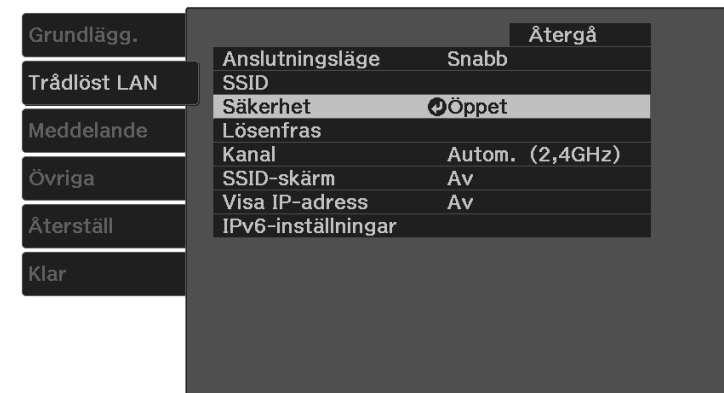 Grundlägg.
Trådlöst LAN
Meddelande
Övriga
Återställ
Klar
Återgå
Anslutningsläge Snabb
SSID
Säkerhet Öppet
Lösenfras
Kanal Autom. (2,4GHz)
SSID-skärm Av
Visa IP-adress Av
IPv6-inställningar